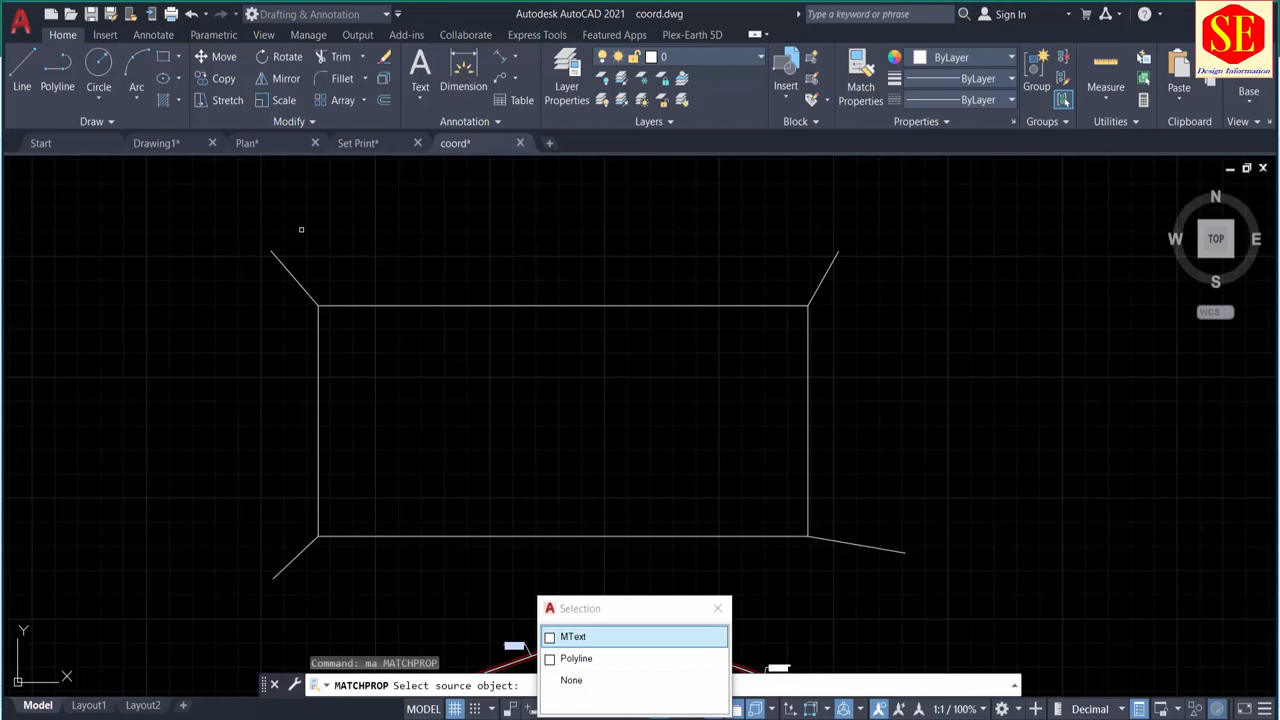 Autodesk AutoCAD 2021 coord.dwg
Drafting & Annotation
Type a keyword or phrase
Sign In
SE
Design Information
Home Insert Annotate Parametric View Manage Output Add-ins Collaborate Express Tools Featured Apps Plex-Earth 5D
Line Polyline Circle Arc
Move Rotate Trim
Copy Mirror Fillet
Stretch Scale Array
Text Dimension Table
Layer Properties
0
Insert
Match Properties
ByLayer
ByLayer
ByLayer
Group
Measure
Paste
Base
Draw Modify Annotation Layers Block Properties Groups Utilities Clipboard View
Start Drawing1* Plan* Set Print* coord*
N
W TOP E
S
WCS
Y
X
Selection
MText
Polyline
None
Command: ma MATCHPROP
MATCHPROP Select source object:
Model Layout1 Layout2
MODEL 1:1 / 100% Decimal